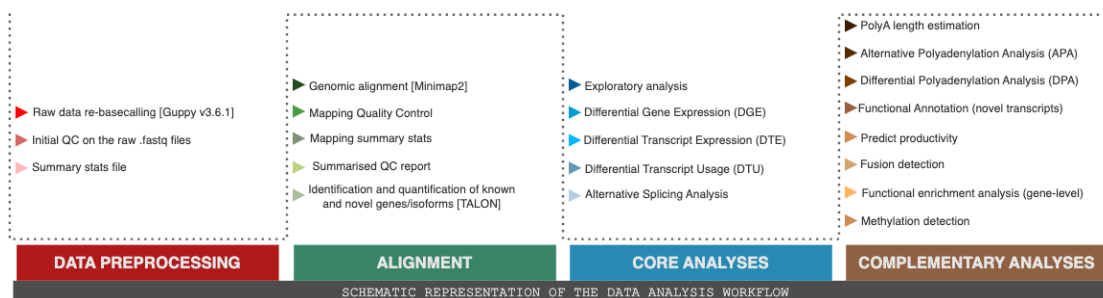 Raw data re-basecalling [Guppy v3.6.1]
Initial QC on the raw .fastq files
Summary stats file
DATA PREPROCESSING
Genomic alignment [Minimap2]
Mapping Quality Control
Mapping summary stats
Summarised QC report
Identification and quantification of known
and novel genes/isoforms [TALON]
ALIGNMENT
Exploratory analysis
Differential Gene Expression (DGE)
Differential Transcript Expression (DTE)
Differential Transcript Usage (DTU)
Alternative Splicing Analysis
CORE ANALYSES
PolyA length estimation
Alternative Polyadenylation Analysis (APA)
Differential Polyadenylation Analysis (DPA)
Functional Annotation (novel transcripts)
Predict productivity
Fusion detection
Functional enrichment analysis (gene-level)
Methylation detection
COMPLEMENTARY ANALYSES
SCHEMATIC REPRESENTATION OF THE DATA ANALYSIS WORKFLOW